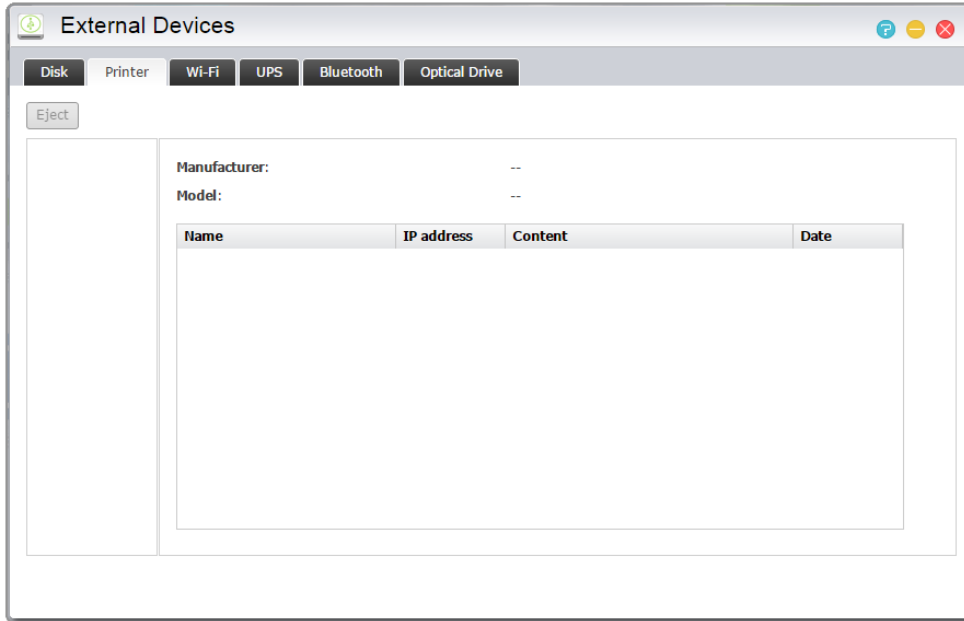 External Devices
Disk Printer Wi-Fi UPS Bluetooth Optical Drive
Eject
Manufacturer: --
Model: --
Name IP address Content Date